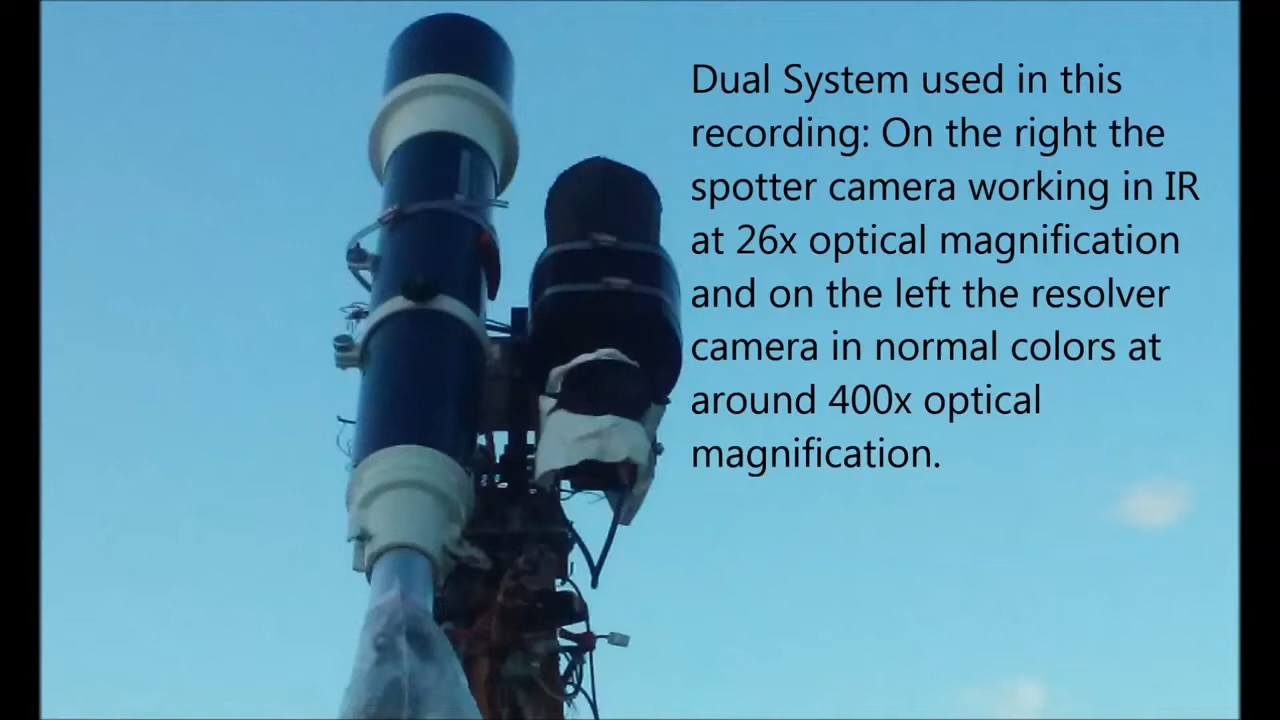 Dual System used in this
recording: On the right the
spotter camera working in IR
at 26x optical magnification
and on the left the resolver
camera in normal colors at
around 400x optical
magnification.